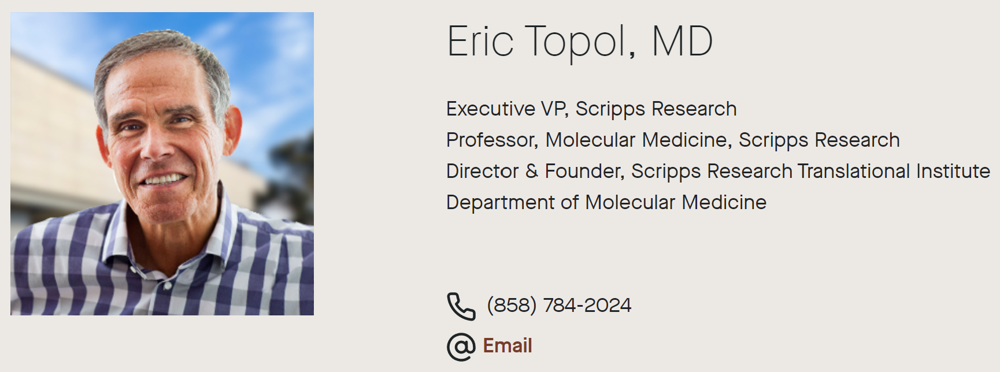 Eric Topol, MD
Executive VP, Scripps Research
Professor, Molecular Medicine, Scripps Research
Director & Founder, Scripps Research Translational Institute
Department of Molecular Medicine
(858) 784-2024
Email